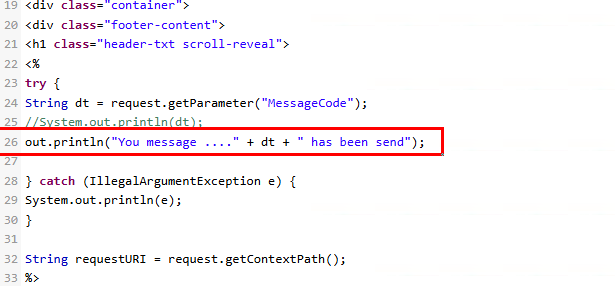 19 <div class="container">
20 <div class="footer-content">
21 <h1 class="header-txt scroll-reveal">
22 <%
23 try {
24 String dt = request.getParameter("MessageCode");
25 //System.out.println(dt);
26 out.println("You message ...." + dt + " has been send");
27
28 } catch (IllegalArgumentException e) {
29 System.out.println(e);
30 }
31
32 String requestURI = request.getContextPath();
33 %>